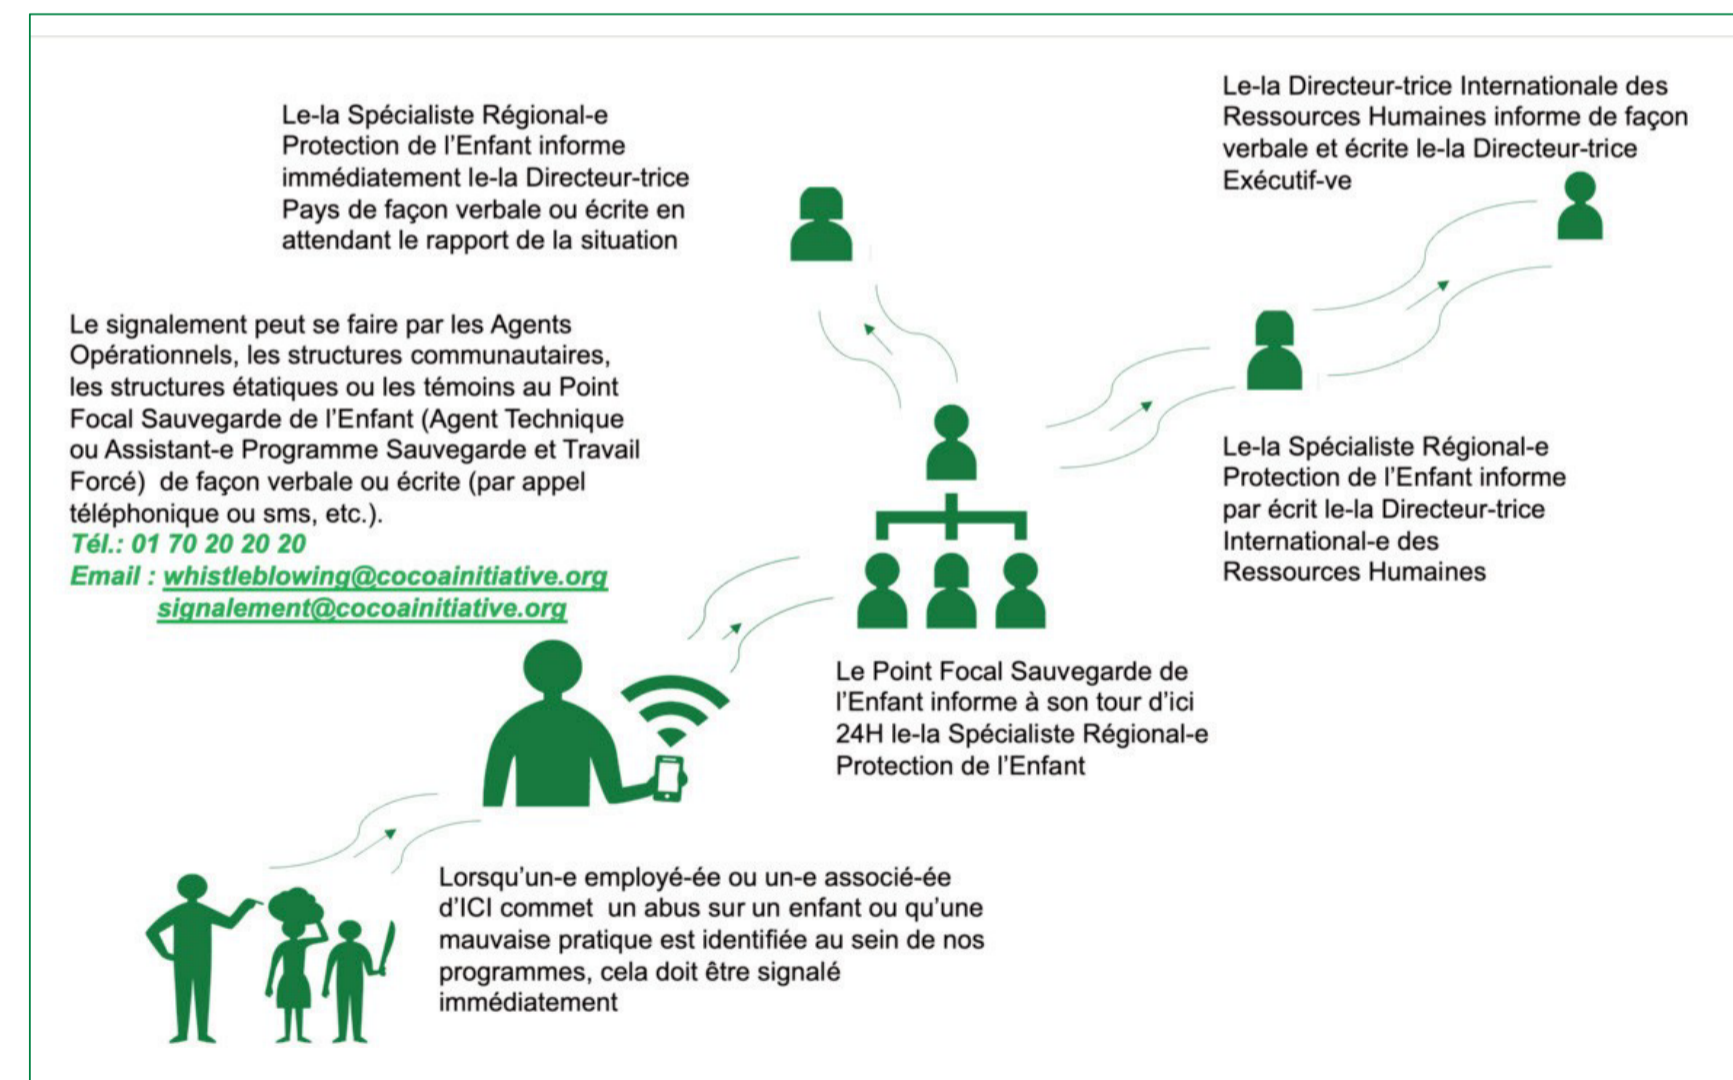 Le-la Spécialiste Régional-e
Protection de l'Enfant informe
immédiatement le-la Directeur-trice
Pays de façon verbale ou écrite en
attendant le rapport de la situation
Le-la Directeur-trice Internationale des
Ressources Humaines informe de façon
verbale et écrite le-la Directeur-trice
Exécutif-ve
Le signalement peut se faire par les Agents
Opérationnels, les structures communautaires,
les structures étatiques ou les témoins au Point
Focal Sauvegarde de l'Enfant (Agent Technique
ou Assistant-e Programme Sauvegarde et Travail
Forcé) de façon verbale ou écrite (par appel
téléphonique ou sms, etc.).
Tél.: 01 70 20 20 20
Email : whistleblowing@cocoainitiative.org
signalement@cocoainitiative.org
Le-la Spécialiste Régional-e
Protection de l'Enfant informe
par écrit le-la Directeur-trice
International-e des
Ressources Humaines
Le Point Focal Sauvegarde de
l'Enfant informe à son tour d'ici
24H le-la Spécialiste Régional-e
Protection de l'Enfant
Lorsqu'un-e employé-ée ou un-e associé-ée
d'ICI commet un abus sur un enfant ou qu'une
mauvaise pratique est identifiée au sein de nos
programmes, cela doit être signalé
immédiatement